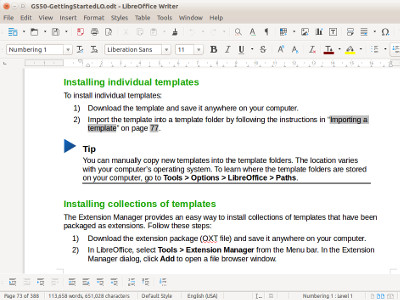 GS50-GettingStartedLO.odt - LibreOffice Writer
File Edit View Insert Format Styles Table Tools Window Help
Numbering 1 Liberation Sans 11
Installing individual templates
To install individual templates:
1) Download the template and save it anywhere on your computer.
2) Import the template into a template folder by following the instructions in “Importing a
template” on page 77.
Tip
You can manually copy new templates into the template folders. The location varies
with your computer’s operating system. To learn where the template folders are stored
on your computer, go to Tools > Options > LibreOffice > Paths.
Installing collections of templates
The Extension Manager provides an easy way to install collections of templates that have been
packaged as extensions. Follow these steps:
1) Download the extension package (OXT file) and save it anywhere on your computer.
2) In LibreOffice, select Tools > Extension Manager from the Menu bar. In the Extension
Manager dialog, click Add to open a file browser window.
Page 73 of 388 113,658 words, 651,028 characters Default Style English (USA) Numbering 1 : Level 1